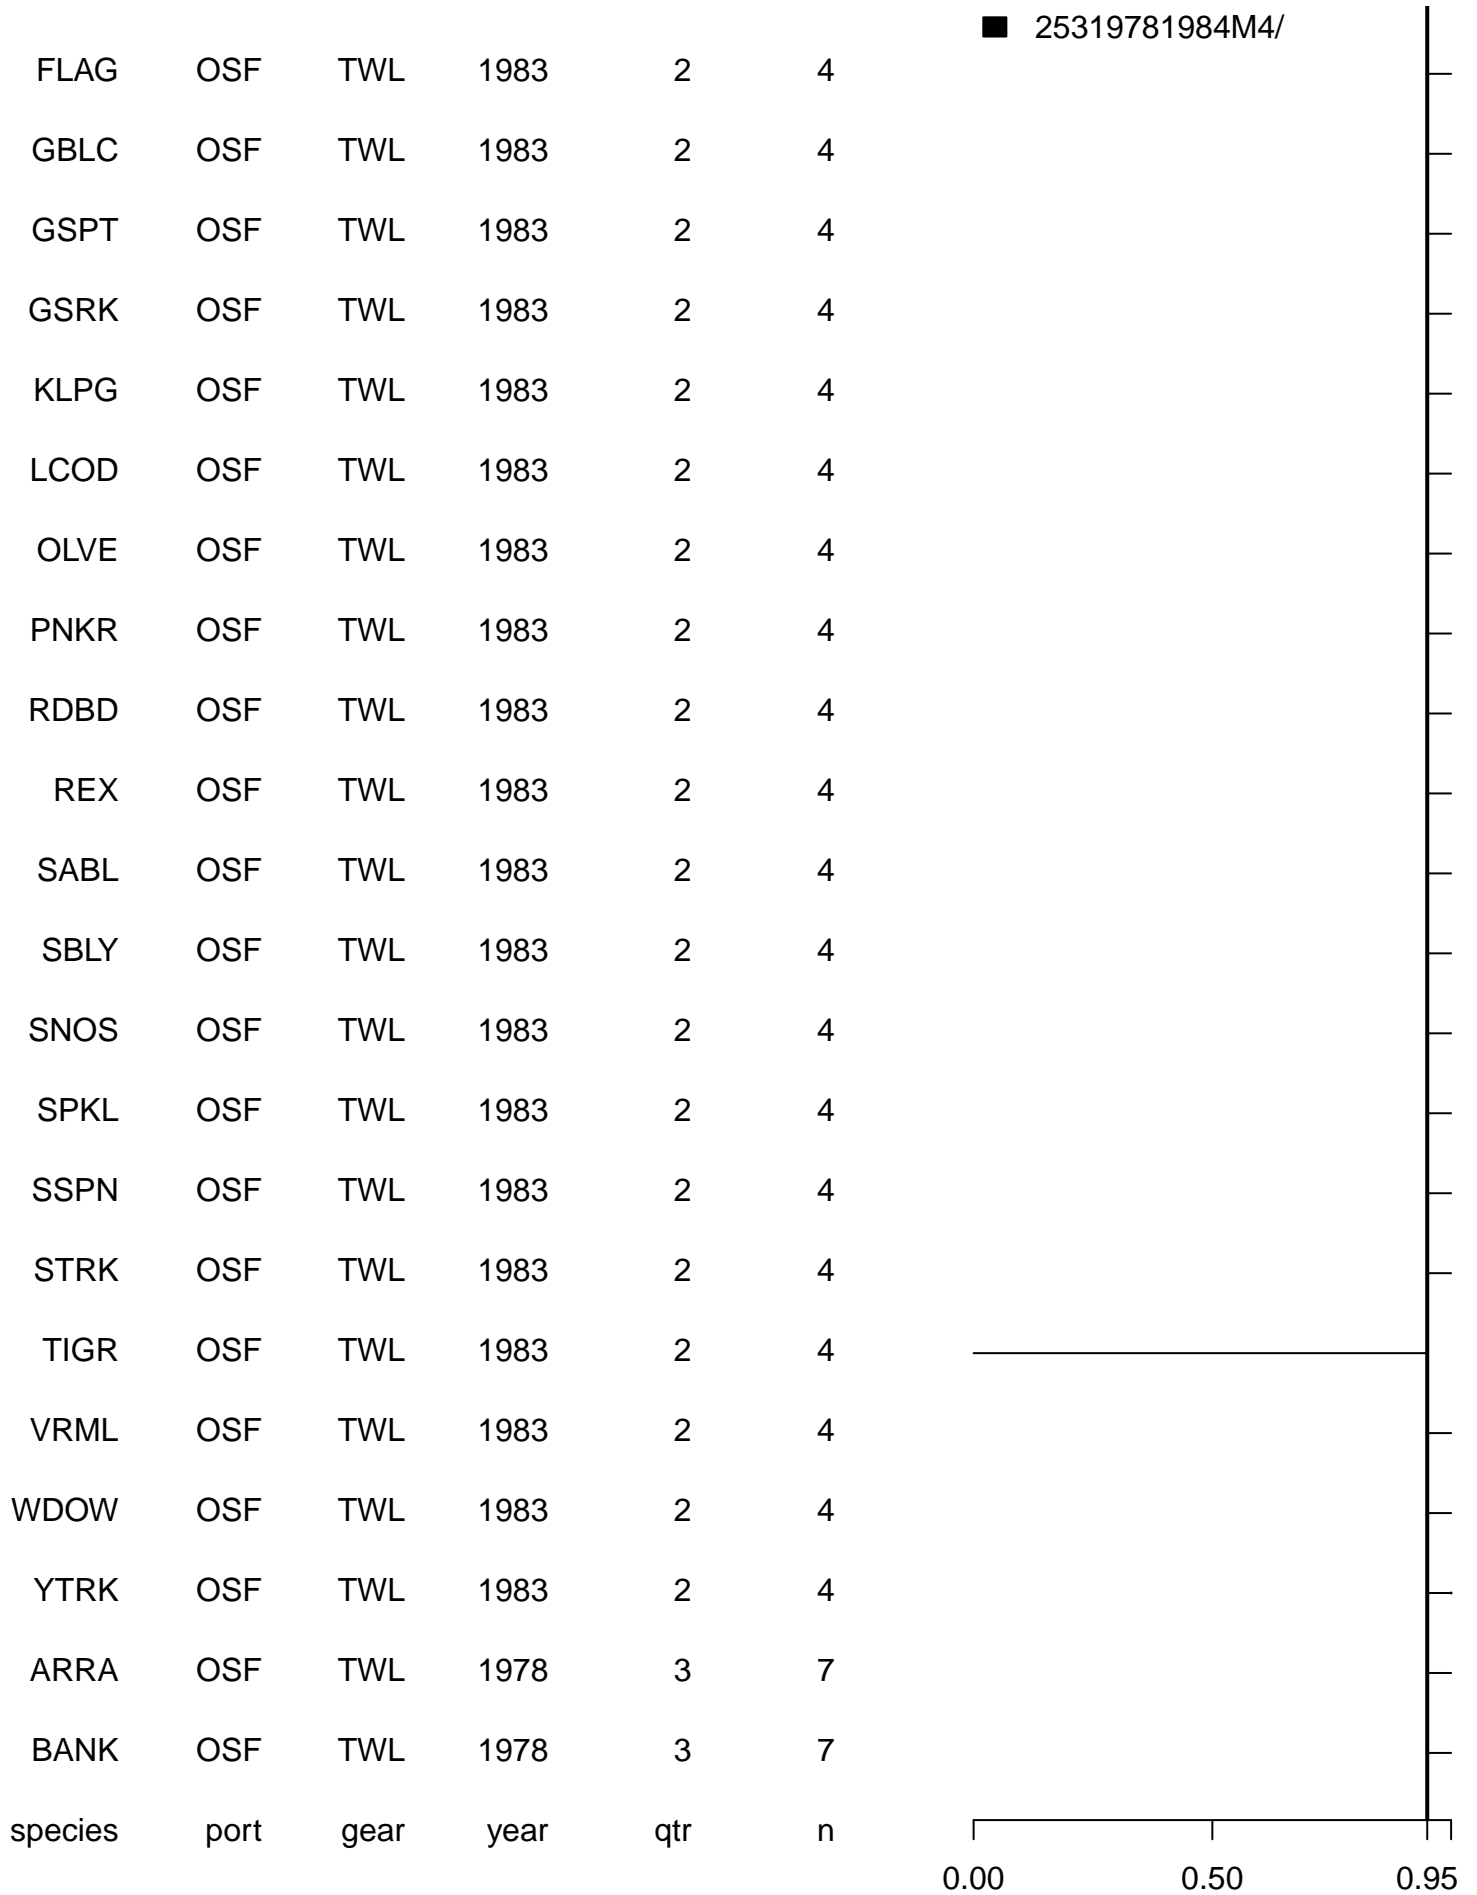 25319781984M4/
FLAG OSF TWL 1983 2 4
GBLC OSF TWL 1983 2 4
GSPT OSF TWL 1983 2 4
GSRK OSF TWL 1983 2 4
KLPG OSF TWL 1983 2 4
LCOD OSF TWL 1983 2 4
OLVE OSF TWL 1983 2 4
PNKR OSF TWL 1983 2 4
RDBD OSF TWL 1983 2 4
REX OSF TWL 1983 2 4
SABL OSF TWL 1983 2 4
SBLY OSF TWL 1983 2 4
SNOS OSF TWL 1983 2 4
SPKL OSF TWL 1983 2 4
SSPN OSF TWL 1983 2 4
STRK OSF TWL 1983 2 4
TIGR OSF TWL 1983 2 4
VRML OSF TWL 1983 2 4
WDOW OSF TWL 1983 2 4
YTRK OSF TWL 1983 2 4
ARRA OSF TWL 1978 3 7
BANK OSF TWL 1978 3 7
species port gear year qtr n
0.00 0.50 0.95